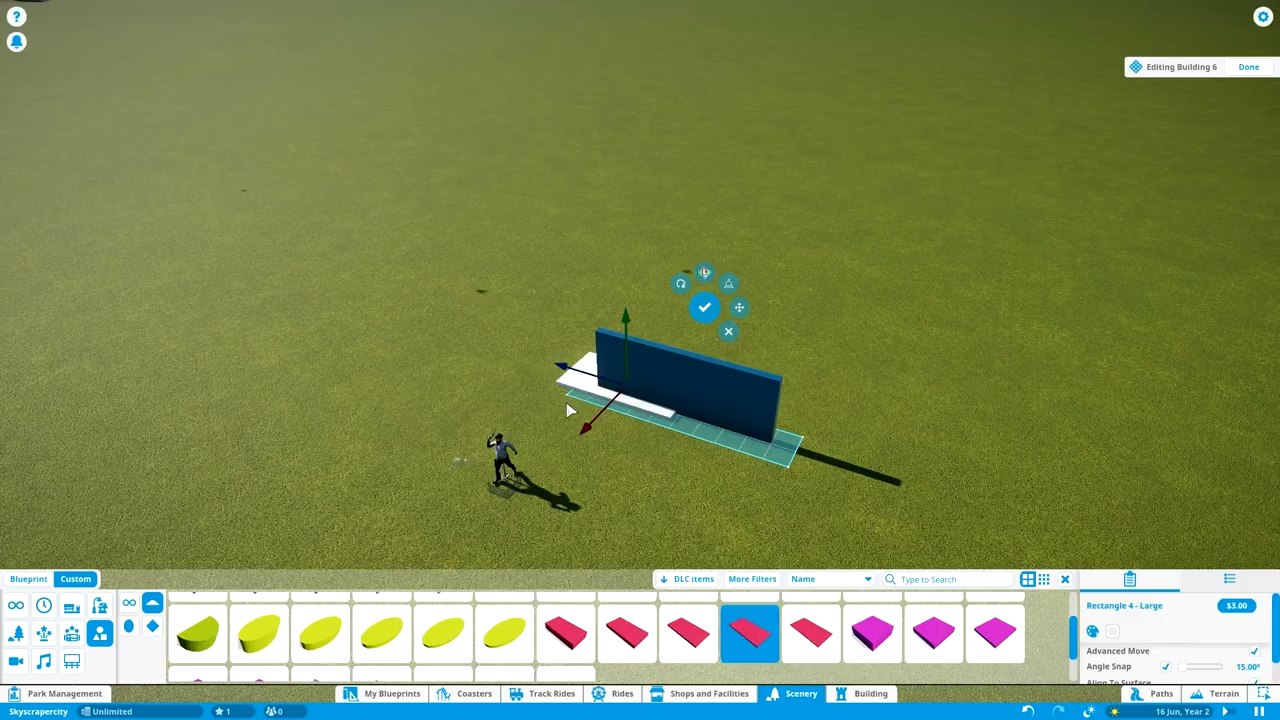 ?
Editing Building 6 Done
Blueprint Custom
DLC items More Filters Name Type to Search
Rectangle 4 - Large $3.00
Advanced Move
Angle Snap 15.00°
Park Management My Blueprints Coasters Track Rides Rides Shops and Facilities Scenery Building Paths Terrain
Skyscrapercity Unlimited 1 0 16 Jun, Year 2